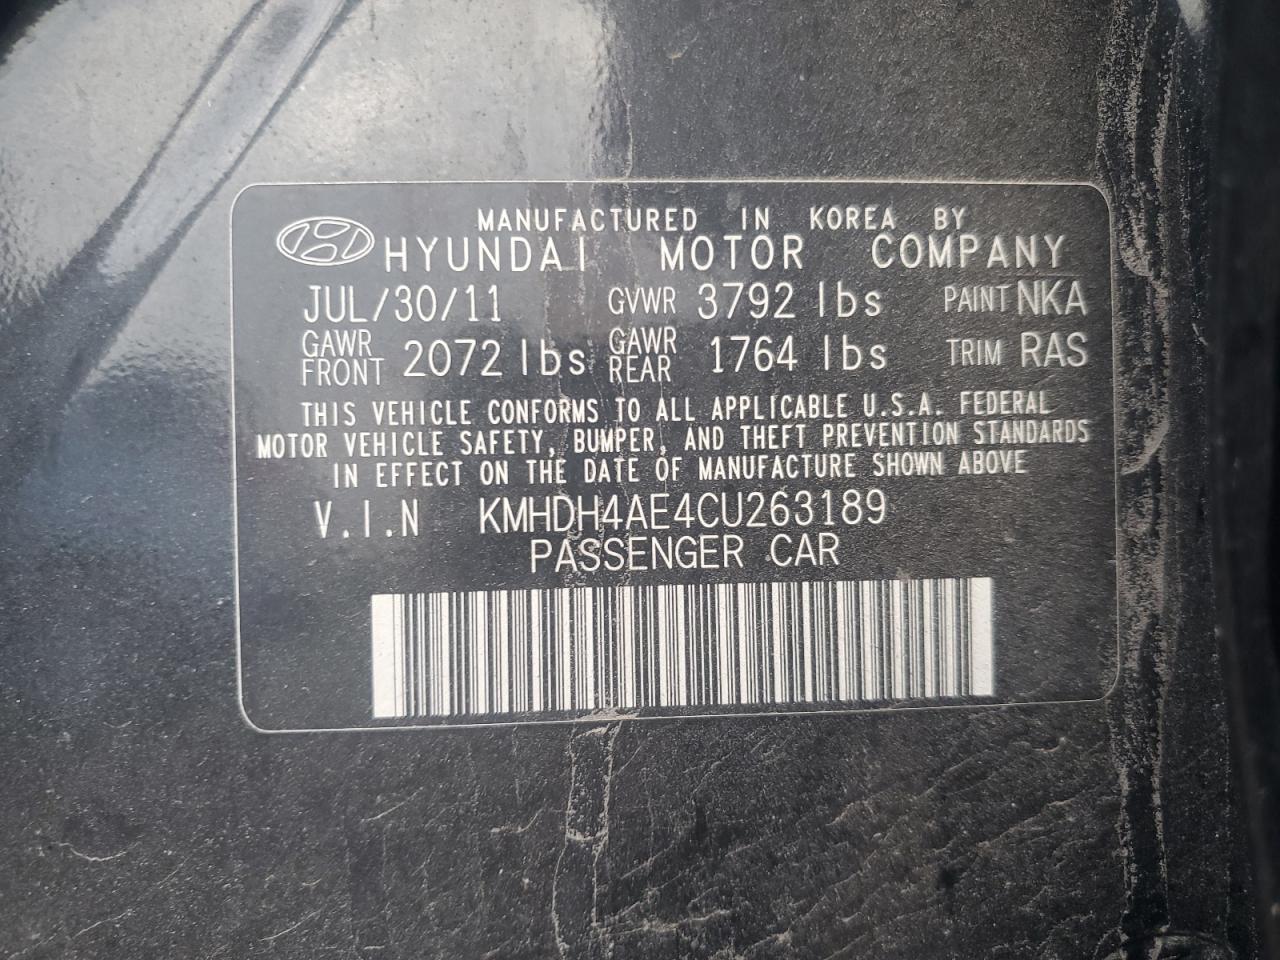 MANUFACTURED IN KOREA BY
HYUNDAI MOTOR COMPANY
JUL/30/11 GVWR 3792 lbs PAINT NKA
GAWR FRONT 2072 lbs GAWR REAR 1764 lbs TRIM RAS
THIS VEHICLE CONFORMS TO ALL APPLICABLE U.S.A. FEDERAL
MOTOR VEHICLE SAFETY, BUMPER, AND THEFT PREVENTION STANDARDS
IN EFFECT ON THE DATE OF MANUFACTURE SHOWN ABOVE
V.I.N KMHDH4AE4CU263189
PASSENGER CAR